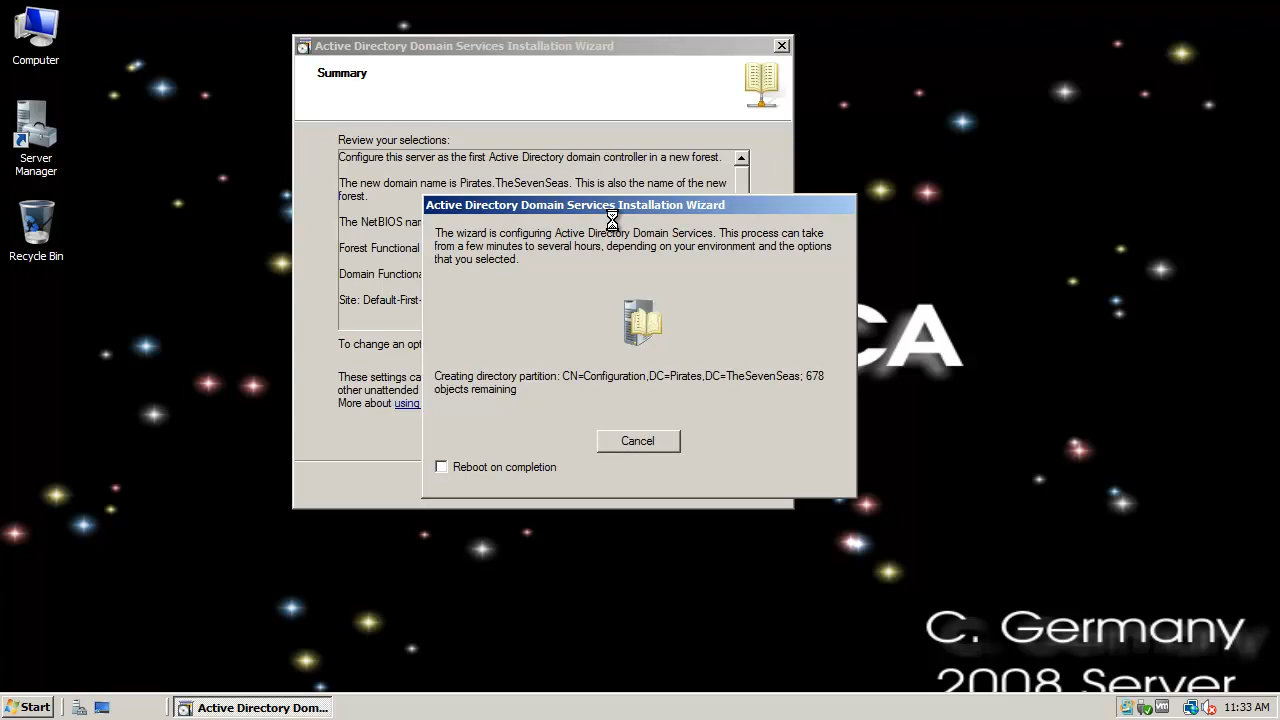 Computer
Server
Manager
Recycle Bin
Active Directory Domain Services Installation Wizard
Summary
Review your selections:
Configure this server as the first Active Directory domain controller in a new forest.
The new domain name is Pirates.TheSevenSeas. This is also the name of the new
forest.
The NetBIOS
Forest Functional
Domain
Site: Default-First-
To change an
These settings
other unattended
More about using
Active Directory Domain Services Installation Wizard
The wizard is configuring Active Directory Domain Services. This process can take
from a few minutes to several hours, depending on your environment and the options
that you selected.
Creating directory partition: CN=Configuration,DC=Pirates,DC=TheSevenSeas; 678
objects remaining
Cancel
Reboot on completion
CA
C. Germany
2008 Server
Start
Active Directory Dom...
11:33 AM